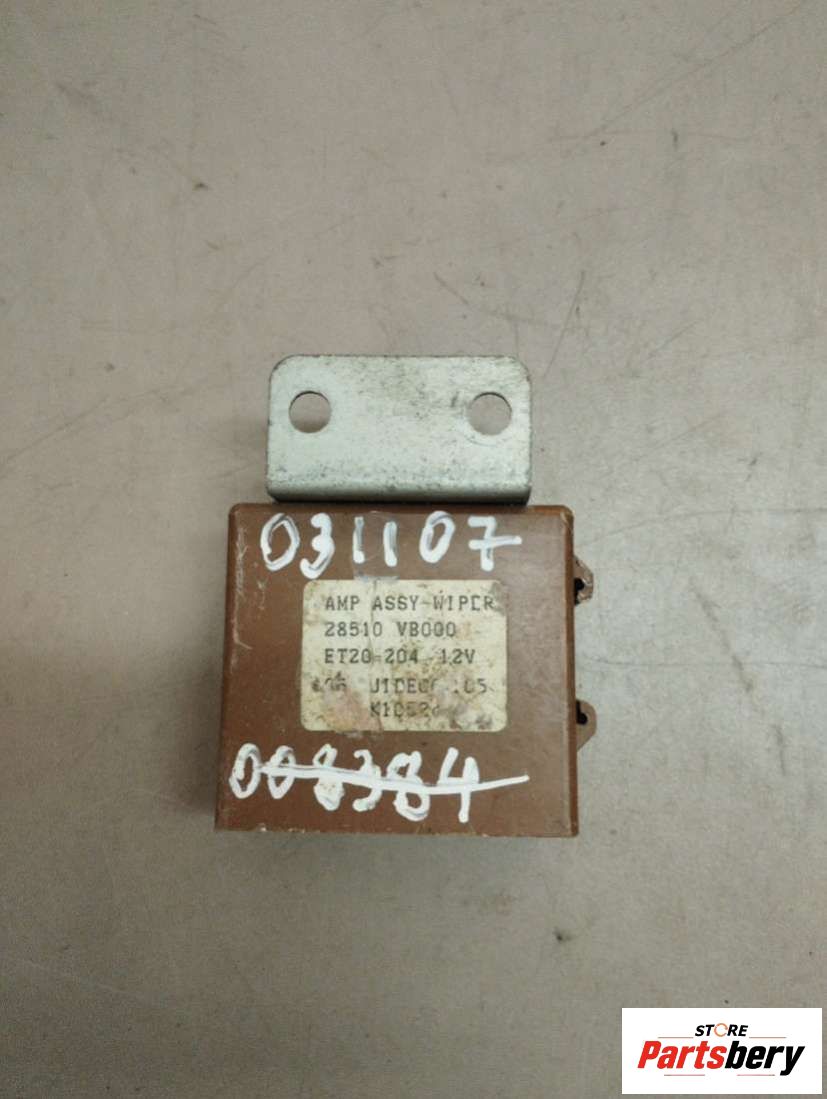 031107
AMP ASSY-WIPER
28510 VB000
ET20-204 12V
008384
STORE
Partsbery